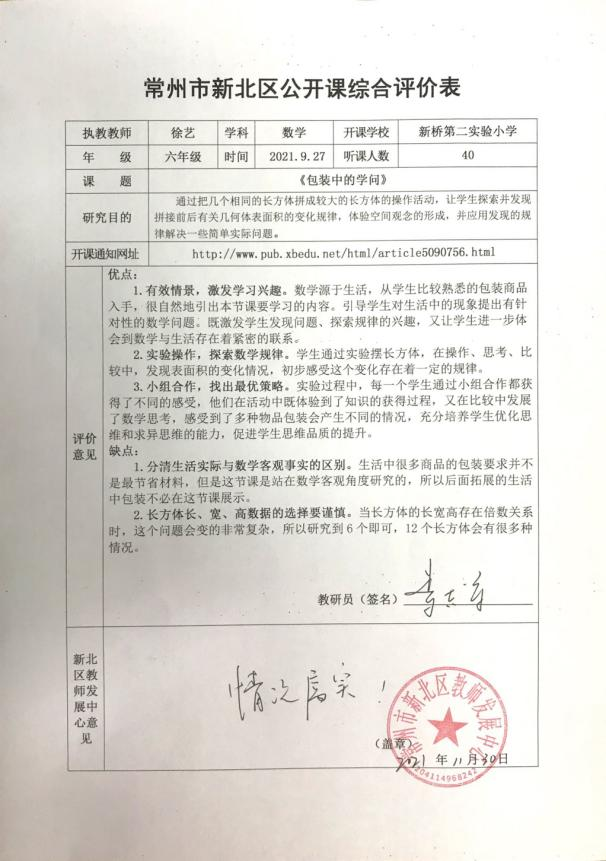 常州市新北区公开课综合评价表
执教教师 徐艺 学科 数学 开课学校 新桥第二实验小学
年 级 六年级 时间 2021.9.27 听课人数 40
课 题 《包装中的学问》
研究目的 通过把几个相同的长方体拼成较大的长方体的操作活动，让学生探索并发现
拼接前后有关几何体表面积的变化规律，体验空间观念的形成，并应用发现的规
律解决一些简单实际问题。
开课通知网址 http://www.pub.xbedu.net/html/article5090756.html
评价
意见
优点：
1.有效情景，激发学习兴趣。数学源于生活，从学生比较熟悉的包装商品
入手，很自然地引出本节课要学习的内容。引导学生对生活中的现象提出有针
对性的数学问题。既激发学生发现问题、探索规律的兴趣，又让学生进一步体
会到数学与生活存在着紧密的联系。
2.实验操作，探索数学规律。学生通过实验摆长方体，在操作、思考、比
较中，发现表面积的变化情况，初步感受这个变化存在着一定的规律。
3.小组合作，找出最优策略。实验过程中，每一个学生通过小组合作都获
得了不同的感受，他们在活动中既体验到了知识的获得过程，又在比较中发展
了数学思考，感受到了多种物品包装会产生不同的情况，充分培养学生优化思
维和求异思维的能力，促进学生思维品质的提升。
缺点：
1.分清生活实际与数学客观事实的区别。生活中很多商品的包装要求并不
是最节省材料，但是这节课是站在数学客观角度研究的，所以后面拓展的生活
中包装不必在这节课展示。
2.长方体长、宽、高数据的选择要谨慎。当长方体的长宽高存在倍数关系
时，这个问题会变的非常复杂，所以研究到6个即可，12个长方体会有很多种
情况。
教研员（签名）
新北
区教
师发
展中
心意
见
情况属实！
常州市新北区教师发展中心
（盖章）
2021 年 11 月 30 日
3204114968242